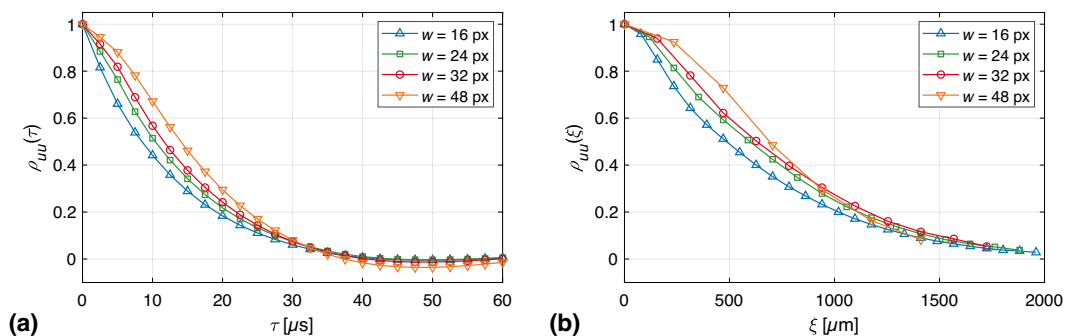 1
0.8
0.6
0.4
0.2
0
ρuu(τ)
0 10 20 30 40 50 60
τ [μs]
w = 16 px
w = 24 px
w = 32 px
w = 48 px
(a)
1
0.8
0.6
0.4
0.2
0
ρuu(ξ)
0 500 1000 1500 2000
ξ [μm]
w = 16 px
w = 24 px
w = 32 px
w = 48 px
(b)